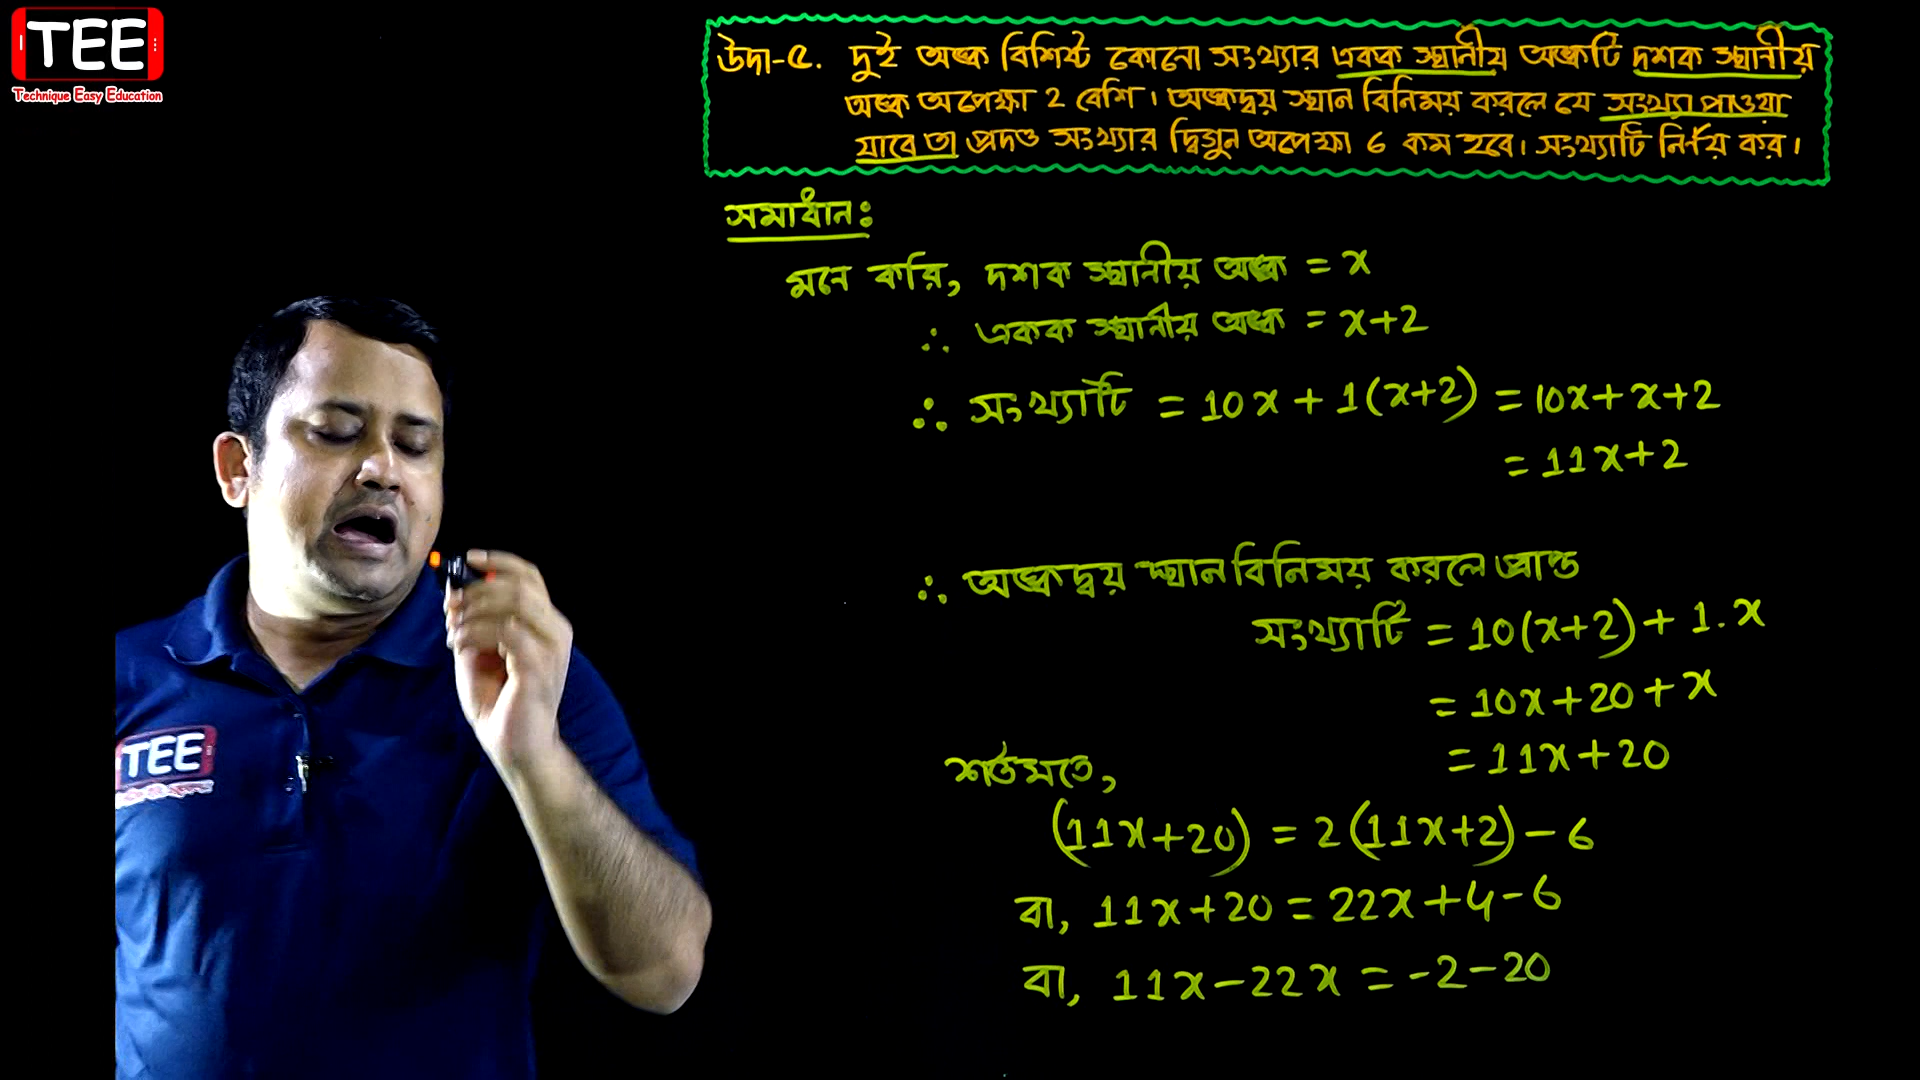 TEE
Technique Easy Education
উদা-৫. দুই অঙ্ক বিশিষ্ট কোনো সংখ্যার একক স্থানীয় অঙ্কটি দশক স্থানীয়
অঙ্ক অপেক্ষা 2 বেশি। অঙ্কদ্বয় স্থান বিনিময় করলে যে সংখ্যা পাওয়া
যাবে তা প্রদত্ত সংখ্যার দ্বিগুন অপেক্ষা 6 কম হবে। সংখ্যাটি নির্ণয় কর।
সমাধান:
মনে করি, দশক স্থানীয় অঙ্ক = x
∴ একক স্থানীয় অঙ্ক = x+2
∴ সংখ্যাটি = 10x + 1(x+2) = 10x+x+2
= 11x+2
∴ অঙ্কদ্বয় স্থান বিনিময় করলে প্রাপ্ত
সংখ্যাটি = 10(x+2) + 1.x
= 10x+20+x
= 11x+20
শর্তমতে,
(11x+20) = 2(11x+2) - 6
বা, 11x+20 = 22x+4-6
বা, 11x-22x = -2-20
TEE